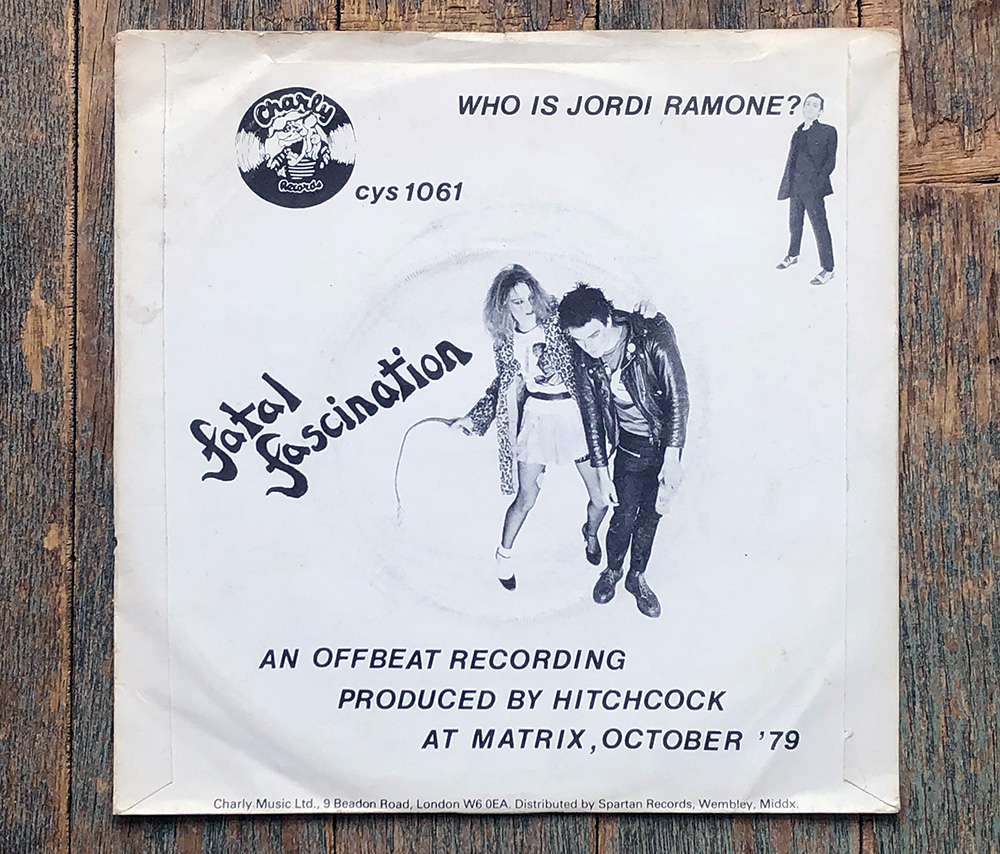 Charly
Records
cys 1061
WHO IS JORDI RAMONE?
fatal
fascination
AN OFFBEAT RECORDING
PRODUCED BY HITCHCOCK
AT MATRIX, OCTOBER '79
Charly Music Ltd., 9 Beadon Road, London W6 0EA. Distributed by Spartan Records, Wembley, Middx.